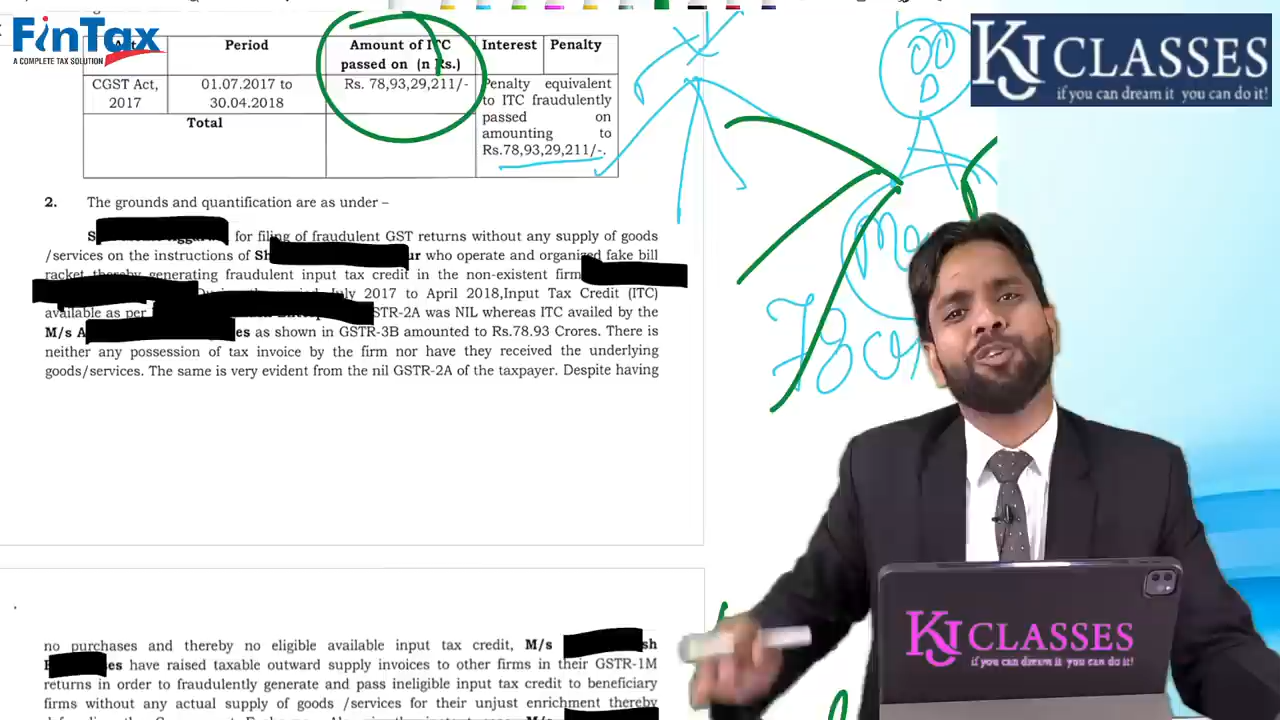 FinTax
A COMPLETE TAX SOLUTION
Period
Amount of ITC
passed on (n Rs.)
Interest
Penalty
CGST Act,
2017
01.07.2017 to
30.04.2018
Rs. 78,93,29,211/-
Penalty equivalent
to ITC fraudulently
passed on
amounting to
Rs.78,93,29,211/-.
Total
KJ CLASSES
if you can dream it you can do it!
2. The grounds and quantification are as under –
for filing of fraudulent GST returns without any supply of goods
/services on the instructions of who operate and organized fake bill
racket thereby generating fraudulent input tax credit in the non-existent firm
July 2017 to April 2018,Input Tax Credit (ITC)
available as per STR-2A was NIL whereas ITC availed by the
M/s A es as shown in GSTR-3B amounted to Rs.78.93 Crores. There is
neither any possession of tax invoice by the firm nor have they received the underlying
goods/services. The same is very evident from the nil GSTR-2A of the taxpayer. Despite having
78
no purchases and thereby no eligible available input tax credit, M/s sh
es have raised taxable outward supply invoices to other firms in their GSTR-1M
returns in order to fraudulently generate and pass ineligible input tax credit to beneficiary
firms without any actual supply of goods /services for their unjust enrichment thereby
KJ CLASSES
if you can dream it you can do it!